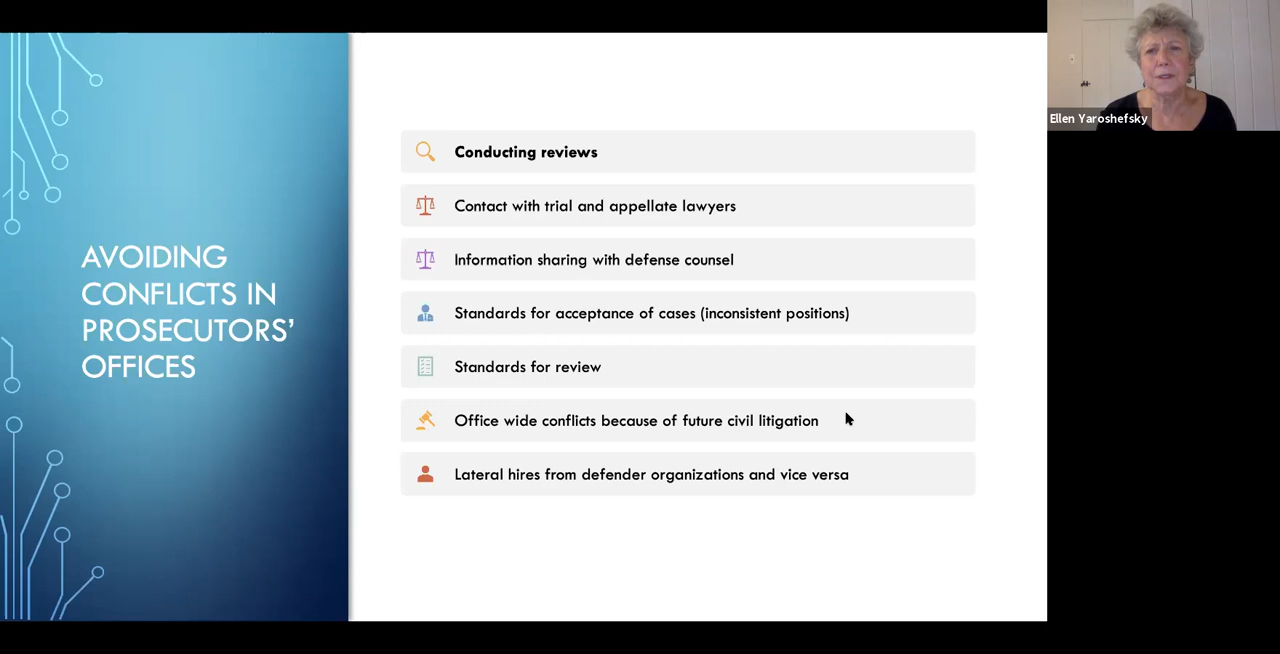 AVOIDING
CONFLICTS IN
PROSECUTORS’
OFFICES
Conducting reviews
Contact with trial and appellate lawyers
Information sharing with defense counsel
Standards for acceptance of cases (inconsistent positions)
Standards for review
Office wide conflicts because of future civil litigation
Lateral hires from defender organizations and vice versa
Ellen Yaroshefsky